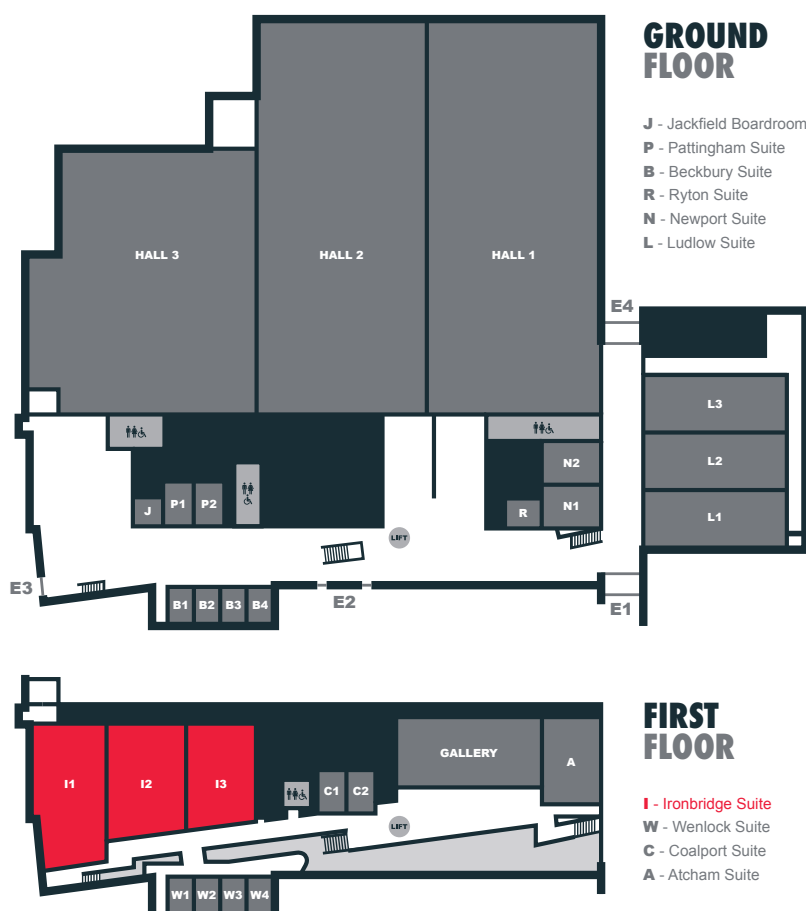 GROUND
FLOOR
J - Jackfield Boardroom
P - Pattingham Suite
B - Beckbury Suite
R - Ryton Suite
N - Newport Suite
L - Ludlow Suite
HALL 3
HALL 2
HALL 1
E4
L3
L2
L1
N2
N1
R
J
P1
P2
LIFT
E3
B1
B2
B3
B4
E2
E1
FIRST
FLOOR
I - Ironbridge Suite
W - Wenlock Suite
C - Coalport Suite
A - Atcham Suite
I1
I2
I3
C1
C2
GALLERY
A
LIFT
W1
W2
W3
W4